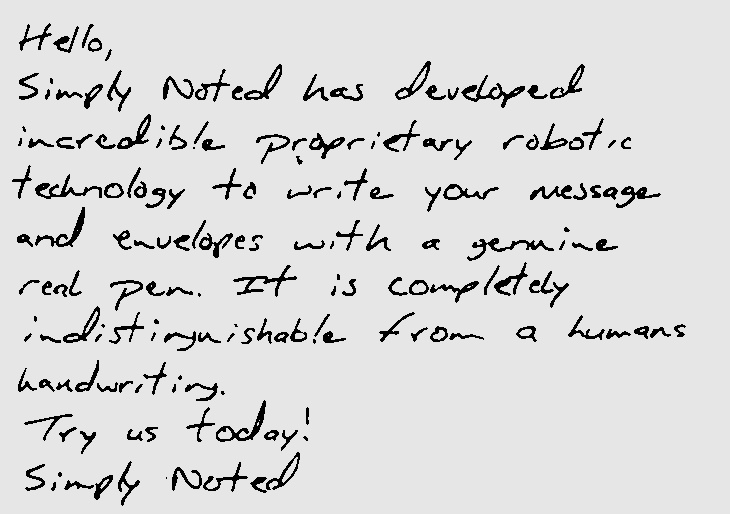 Hello,
Simply Noted has developed
incredible proprietary robotic
technology to write your message
and envelopes with a genuine
real pen. It is completely
indistinguishable from a humans
handwriting.
Try us today!
Simply Noted